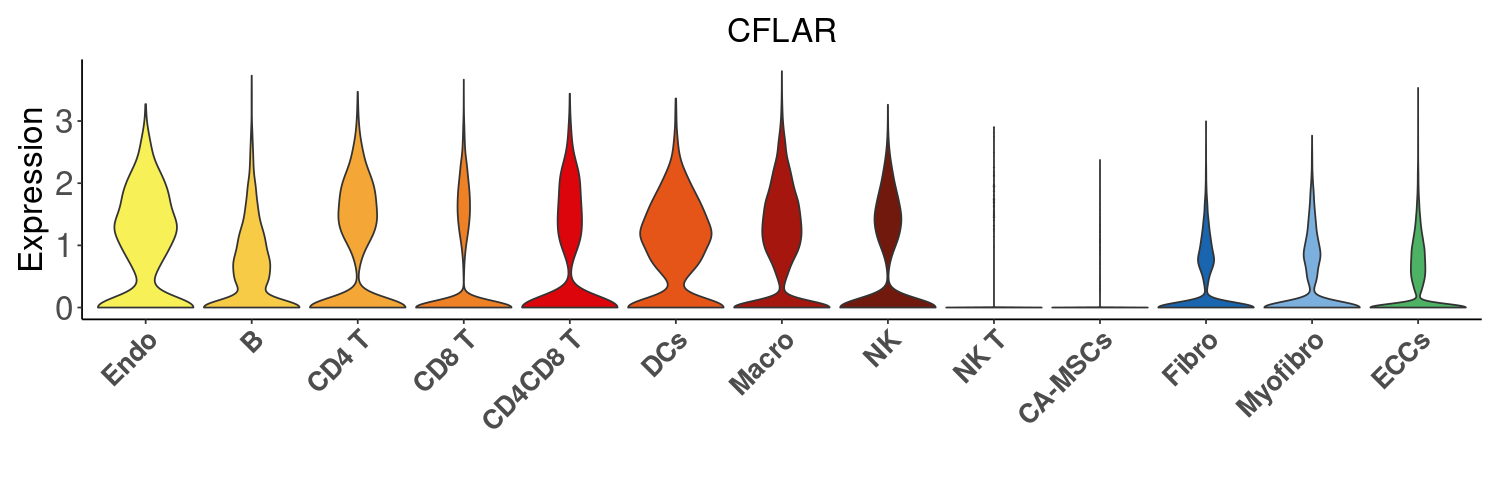 CFLAR
Expression
3
2
1
0
Endo
B
CD4 T
CD8 T
CD4CD8 T
DCs
Macro
NK
NK T
CA-MSCs
Fibro
Myofibro
ECCs